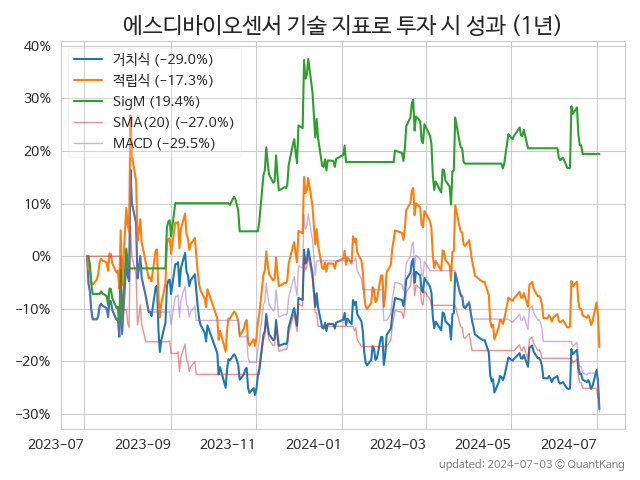 에스디바이오센서 기술 지표로 투자 시 성과 (1년)
40%
30%
20%
10%
0%
−10%
−20%
−30%
거치식 (−29.0%)
적립식 (−17.3%)
SigM (19.4%)
SMA(20) (−27.0%)
MACD (−29.5%)
2023-07 2023-09 2023-11 2024-01 2024-03 2024-05 2024-07
updated: 2024-07-03 © QuantKang